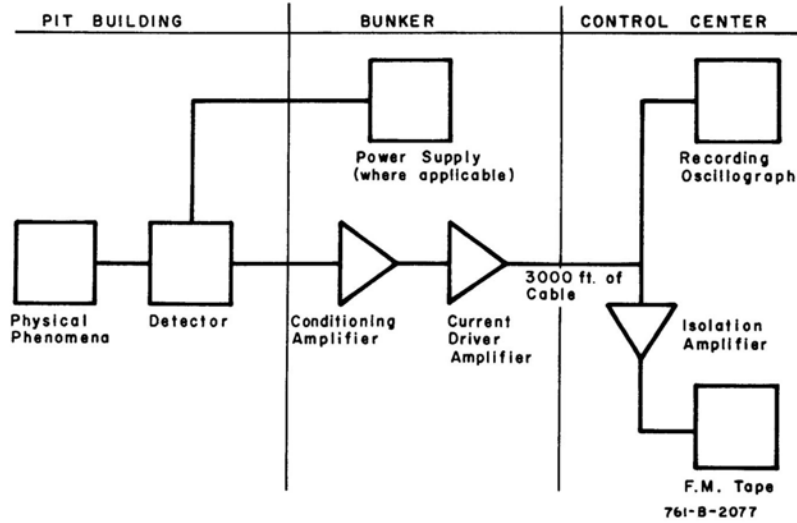 PIT BUILDING
BUNKER
CONTROL CENTER
Power Supply
(where applicable)
Recording
Oscillograph
3000 ft. of
Cable
Physical
Phenomena
Detector
Conditioning
Amplifier
Current
Driver
Amplifier
Isolation
Amplifier
F.M. Tape
761-B-2077